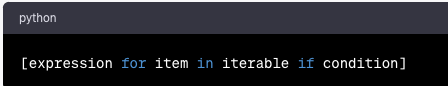 python
[expression for item in iterable if condition]